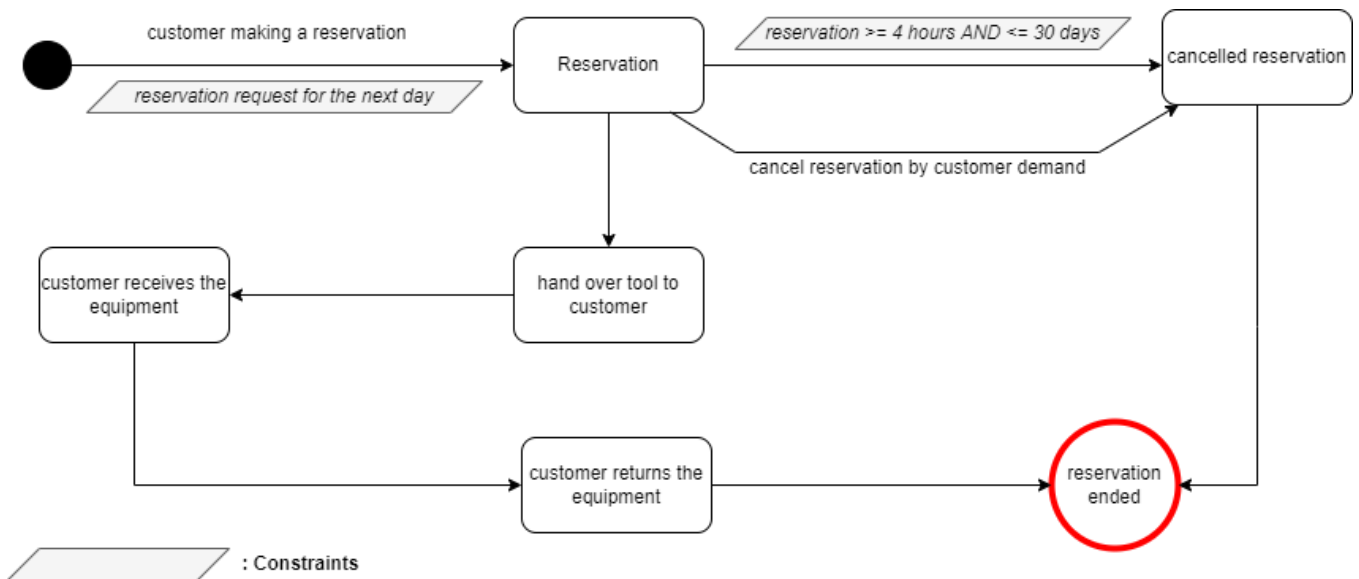 customer making a reservation
reservation request for the next day
Reservation
reservation >= 4 hours AND <= 30 days
cancelled reservation
cancel reservation by customer demand
customer receives the
equipment
hand over tool to
customer
customer returns the
equipment
reservation
ended
: Constraints